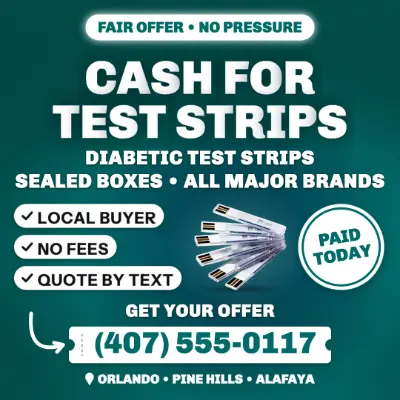 FAIR OFFER • NO PRESSURE
CASH FOR
TEST STRIPS
DIABETIC TEST STRIPS
SEALED BOXES • ALL MAJOR BRANDS
LOCAL BUYER
NO FEES
QUOTE BY TEXT
PAID
TODAY
GET YOUR OFFER
(407) 555-0117
ORLANDO • PINE HILLS • ALAFAYA